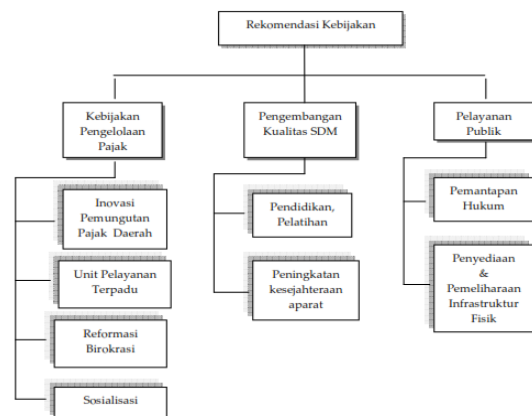 Rekomendasi Kebijakan
Kebijakan
Pengelolaan
Pajak
Pengembangan
Kualitas SDM
Pelayanan
Publik
Inovasi
Pemungutan
Pajak Daerah
Unit Pelayanan
Terpadu
Reformasi
Birokrasi
Sosialisasi
Pendidikan,
Pelatihan
Peningkatan
kesejahteraan
aparat
Pemantapan
Hukum
Penyediaan
&
Pemeliharaan
Infrastruktur
Fisik